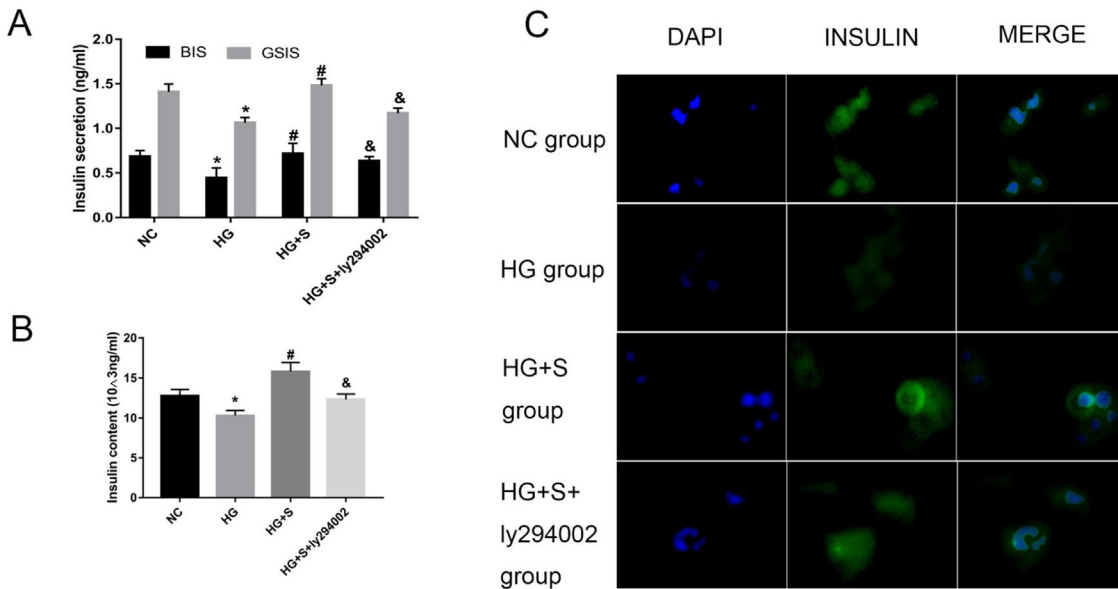 A
Insulin secretion (ng/ml)
2.0
1.5
1.0
0.5
0.0
BIS
GSIS
*
*
#
#
&
&
NC
HG
HG+S
HG+S+ly294002
B
Insulin content (10^3ng/ml)
20
15
10
5
0
*
#
&
NC
HG
HG+S
HG+S+ly294002
C
DAPI INSULIN MERGE
NC group
HG group
HG+S
group
HG+S+
ly294002
group